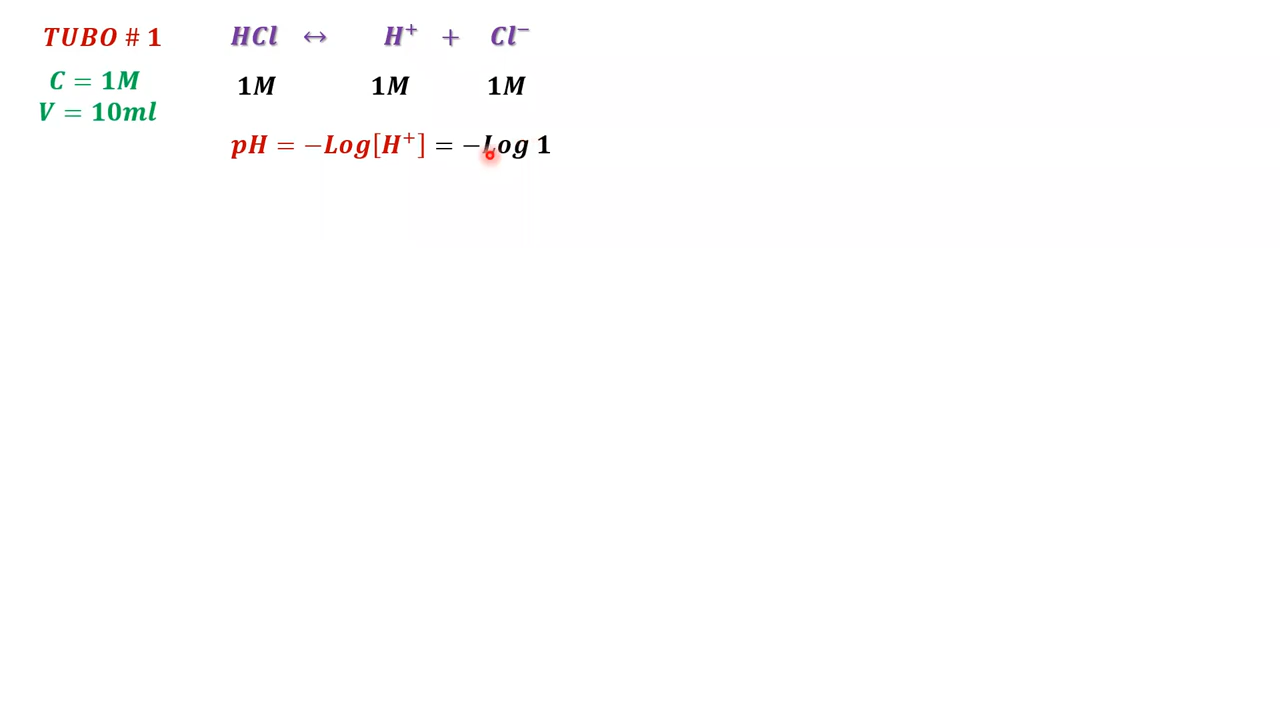 TUBO # 1 HCl ↔ H⁺ + Cl⁻
C = 1M 1M 1M 1M
V = 10ml
pH = −Log[H⁺] = −Log 1